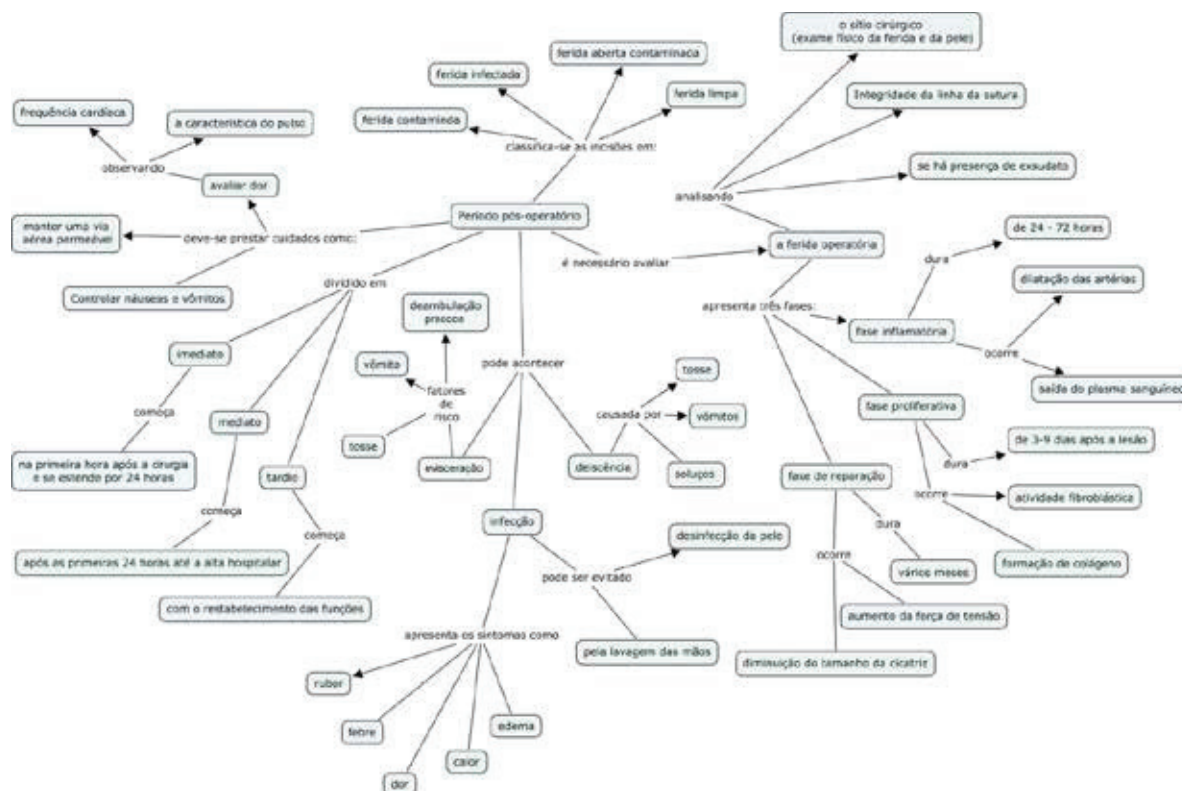 o sítio cirúrgico
(exame físico da ferida e da pele)
ferida aberta contaminada
ferida infectada
ferida limpa
Integridade da linha da sutura
frequência cardíaca
a característica do pulso
ferida contaminda
classifica-se as incisões em:
observando
se há presença de exsudato
avaliar dor
analisando
Período pós-operatório
manter uma via
aérea permeável
deve-se prestar cuidados como:
a ferida operatória
de 24 - 72 horas
é necessário avaliar
dura
dilatação das artérias
Controlar náuseas e vômitos
dividido em
deambulação
precoce
apresenta três fases:
fase inflamatória
ocorre
imediato
vômito
pode acontecer
tosse
saída do plasma sanguíneo
fatores
de
risco
começa
mediato
causada por
vômitos
fase proliferativa
tosse
de 3-9 dias após a lesão
dura
na primeira hora após a cirurgia
e se estende por 24 horas
tardio
evisceração
deiscência
soluços
fase de reparação
ocorre
actividade fibroblástica
começa
infecção
dura
desinfecção da pele
começa
ocorre
após as primeiras 24 horas até a alta hospitalar
pode ser evitado
vários meses
formação de colágeno
com o restabelecimento das funções
aumento da força de tensão
apresenta os sintomas como
pela lavagem das mãos
diminuição do tamanho da cicatriz
rubor
febre
edema
calor
dor